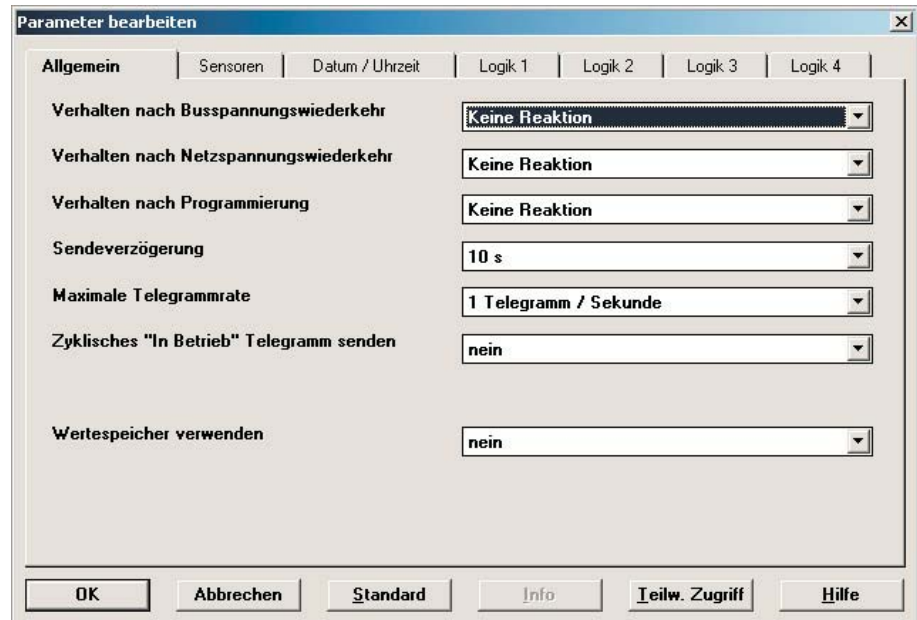 Parameter bearbeiten
Allgemein Sensoren Datum / Uhrzeit Logik 1 Logik 2 Logik 3 Logik 4
Verhalten nach Busspannungswiederkehr Keine Reaktion
Verhalten nach Netzspannungswiederkehr Keine Reaktion
Verhalten nach Programmierung Keine Reaktion
Sendeverzögerung 10 s
Maximale Telegrammrate 1 Telegramm / Sekunde
Zyklisches "In Betrieb" Telegramm senden nein
Wertespeicher verwenden nein
OK Abbrechen Standard Info Teilw. Zugriff Hilfe